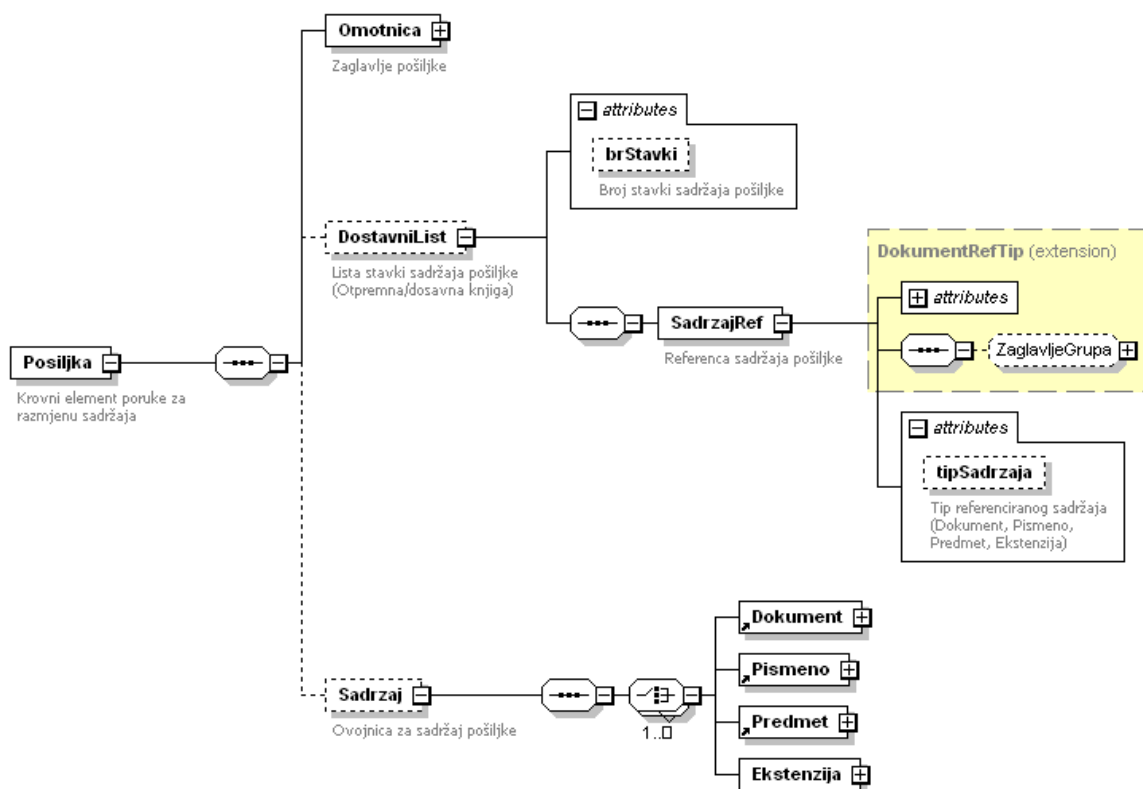 Omotnica
Zaglavlje pošiljke
attributes
brStavki
Broj stavki sadržaja pošiljke
DostavniList
Lista stavki sadržaja pošiljke
(Otpremna/dosavna knjiga)
DokumentRefTip (extension)
attributes
SadrzajRef
Referenca sadržaja pošiljke
ZaglavljeGrupa
Posiljka
Krovni element poruke za
razmjenu sadržaja
attributes
tipSadrzaja
Tip referenciranog sadržaja
(Dokument, Pismeno,
Predmet, Ekstenzija)
Sadrzaj
Ovojnica za sadržaj pošiljke
1..
Dokument
Pismeno
Predmet
Ekstenzija